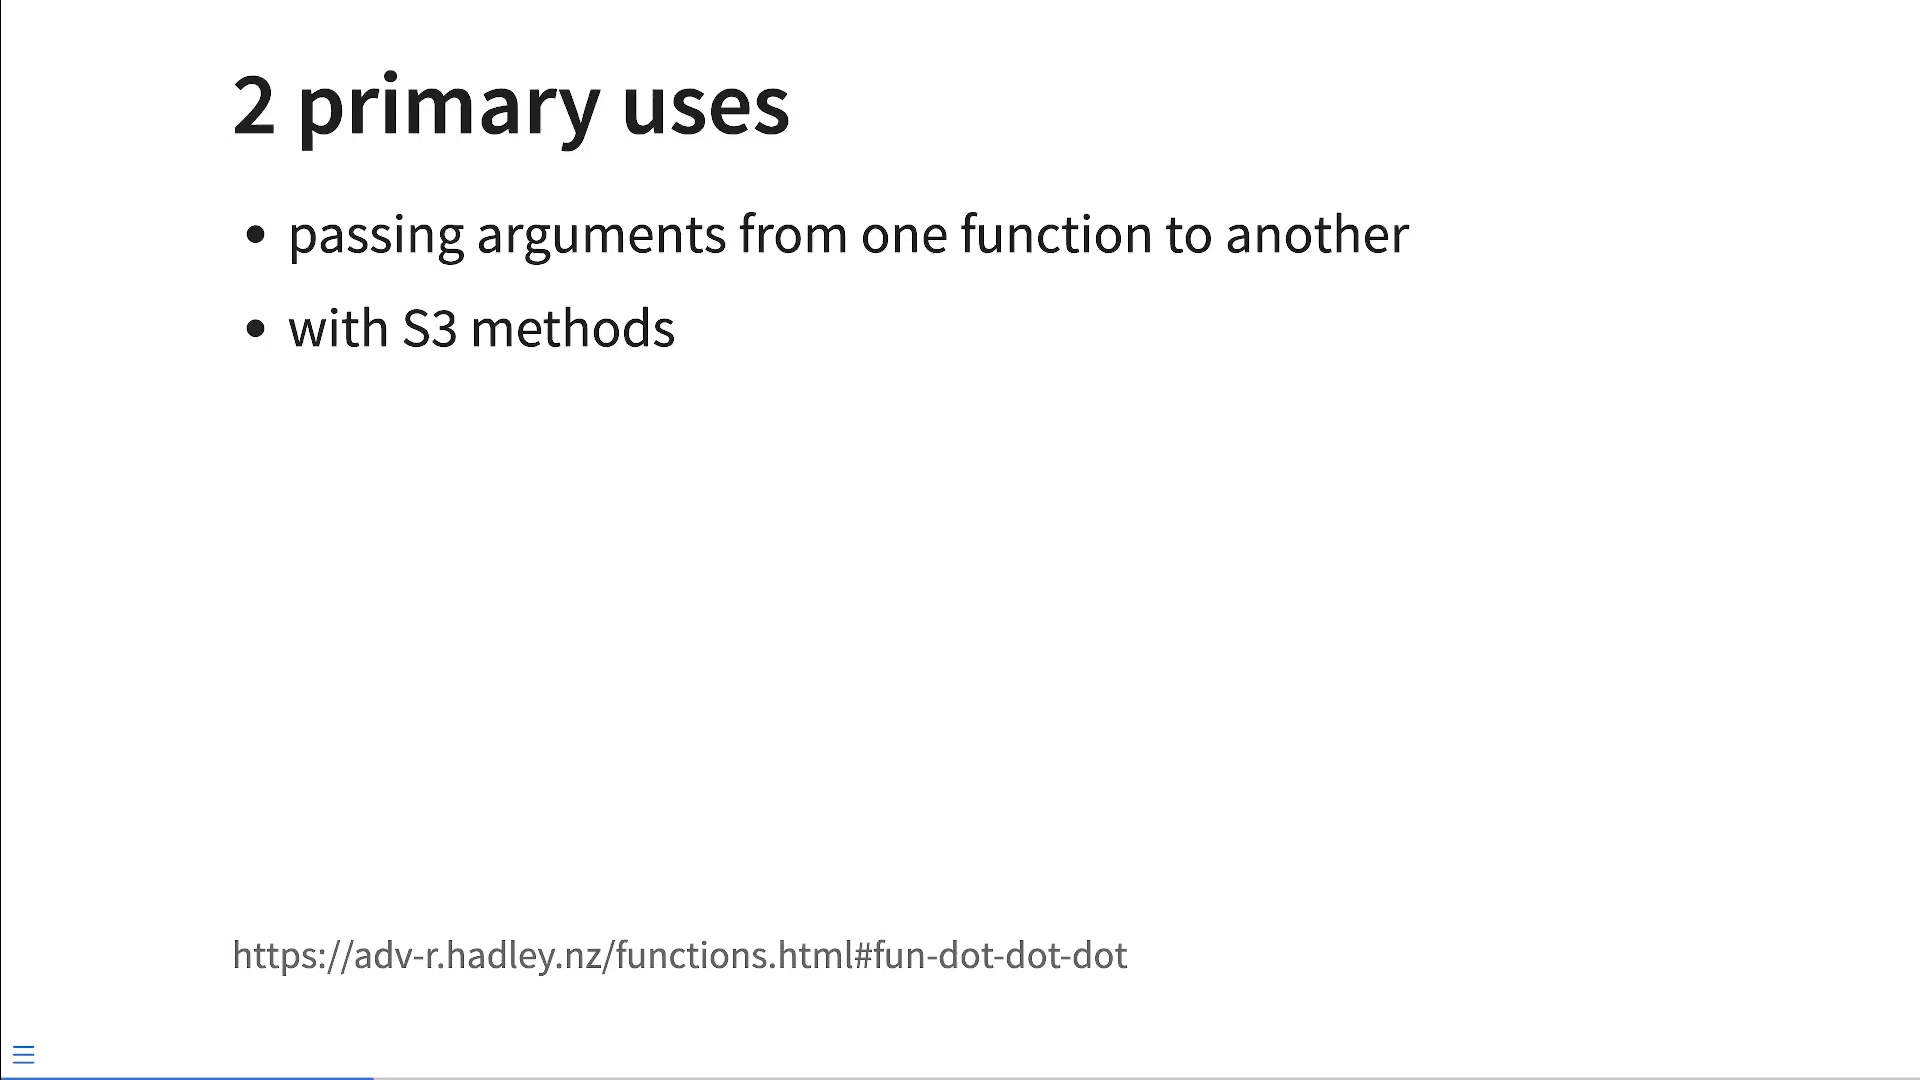 2 primary uses
• passing arguments from one function to another
• with S3 methods
https://adv-r.hadley.nz/functions.html#fun-dot-dot-dot